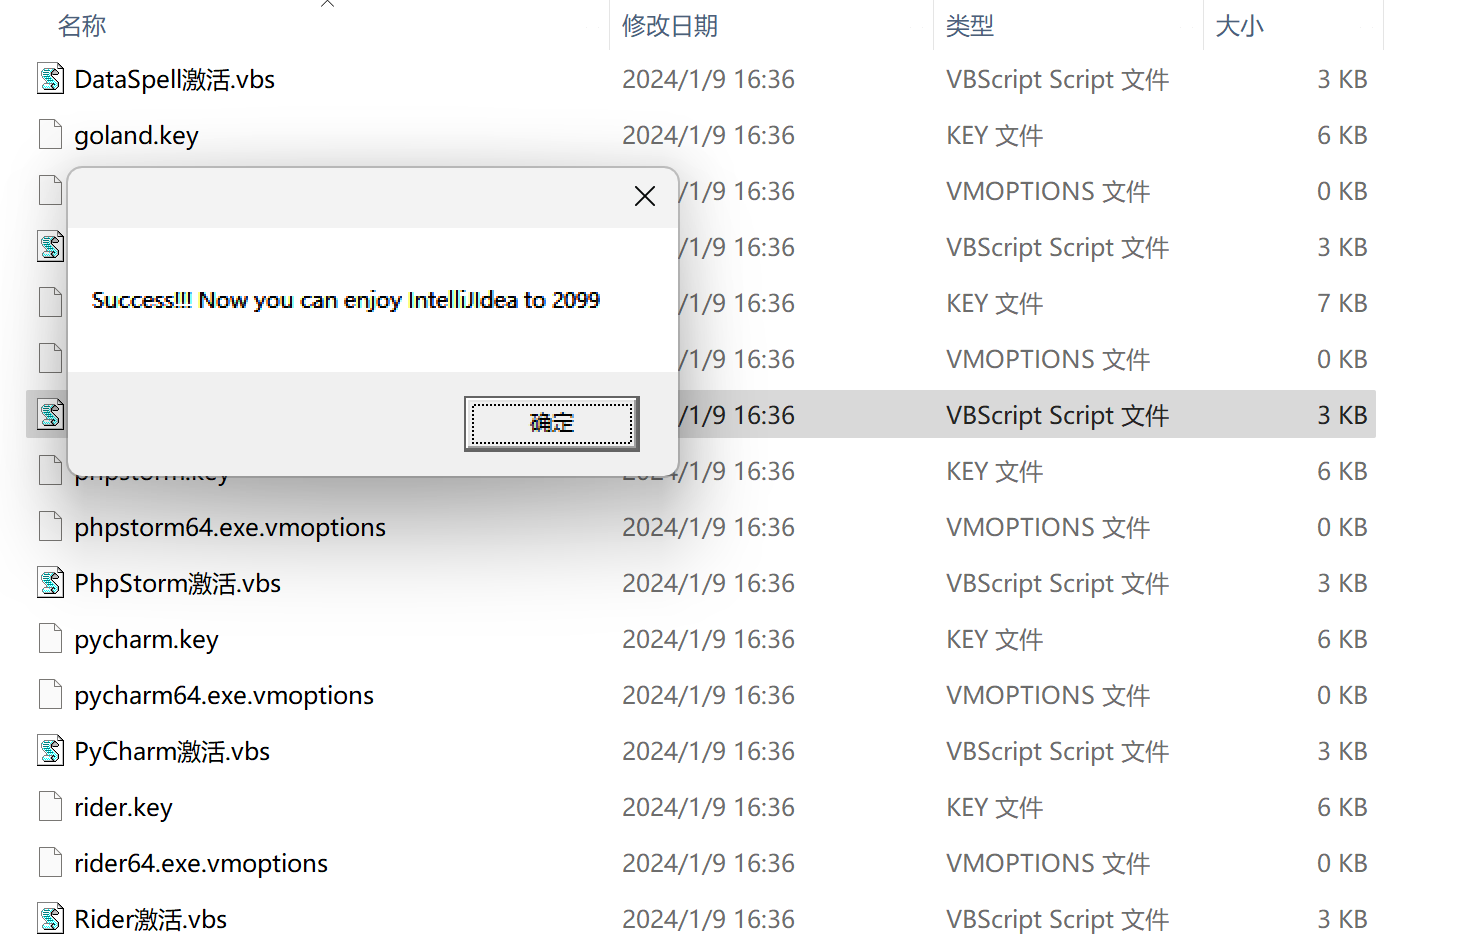 名称 修改日期 类型 大小
DataSpell激活.vbs 2024/1/9 16:36 VBScript Script 文件 3 KB
goland.key 2024/1/9 16:36 KEY 文件 6 KB
/1/9 16:36 VMOPTIONS 文件 0 KB
/1/9 16:36 VBScript Script 文件 3 KB
Success!!! Now you can enjoy IntelliJIdea to 2099
/1/9 16:36 KEY 文件 7 KB
/1/9 16:36 VMOPTIONS 文件 0 KB
确定
/1/9 16:36 VBScript Script 文件 3 KB
phpstorm.key 2024/1/9 16:36 KEY 文件 6 KB
phpstorm64.exe.vmoptions 2024/1/9 16:36 VMOPTIONS 文件 0 KB
PhpStorm激活.vbs 2024/1/9 16:36 VBScript Script 文件 3 KB
pycharm.key 2024/1/9 16:36 KEY 文件 6 KB
pycharm64.exe.vmoptions 2024/1/9 16:36 VMOPTIONS 文件 0 KB
PyCharm激活.vbs 2024/1/9 16:36 VBScript Script 文件 3 KB
rider.key 2024/1/9 16:36 KEY 文件 6 KB
rider64.exe.vmoptions 2024/1/9 16:36 VMOPTIONS 文件 0 KB
Rider激活.vbs 2024/1/9 16:36 VBScript Script 文件 3 KB